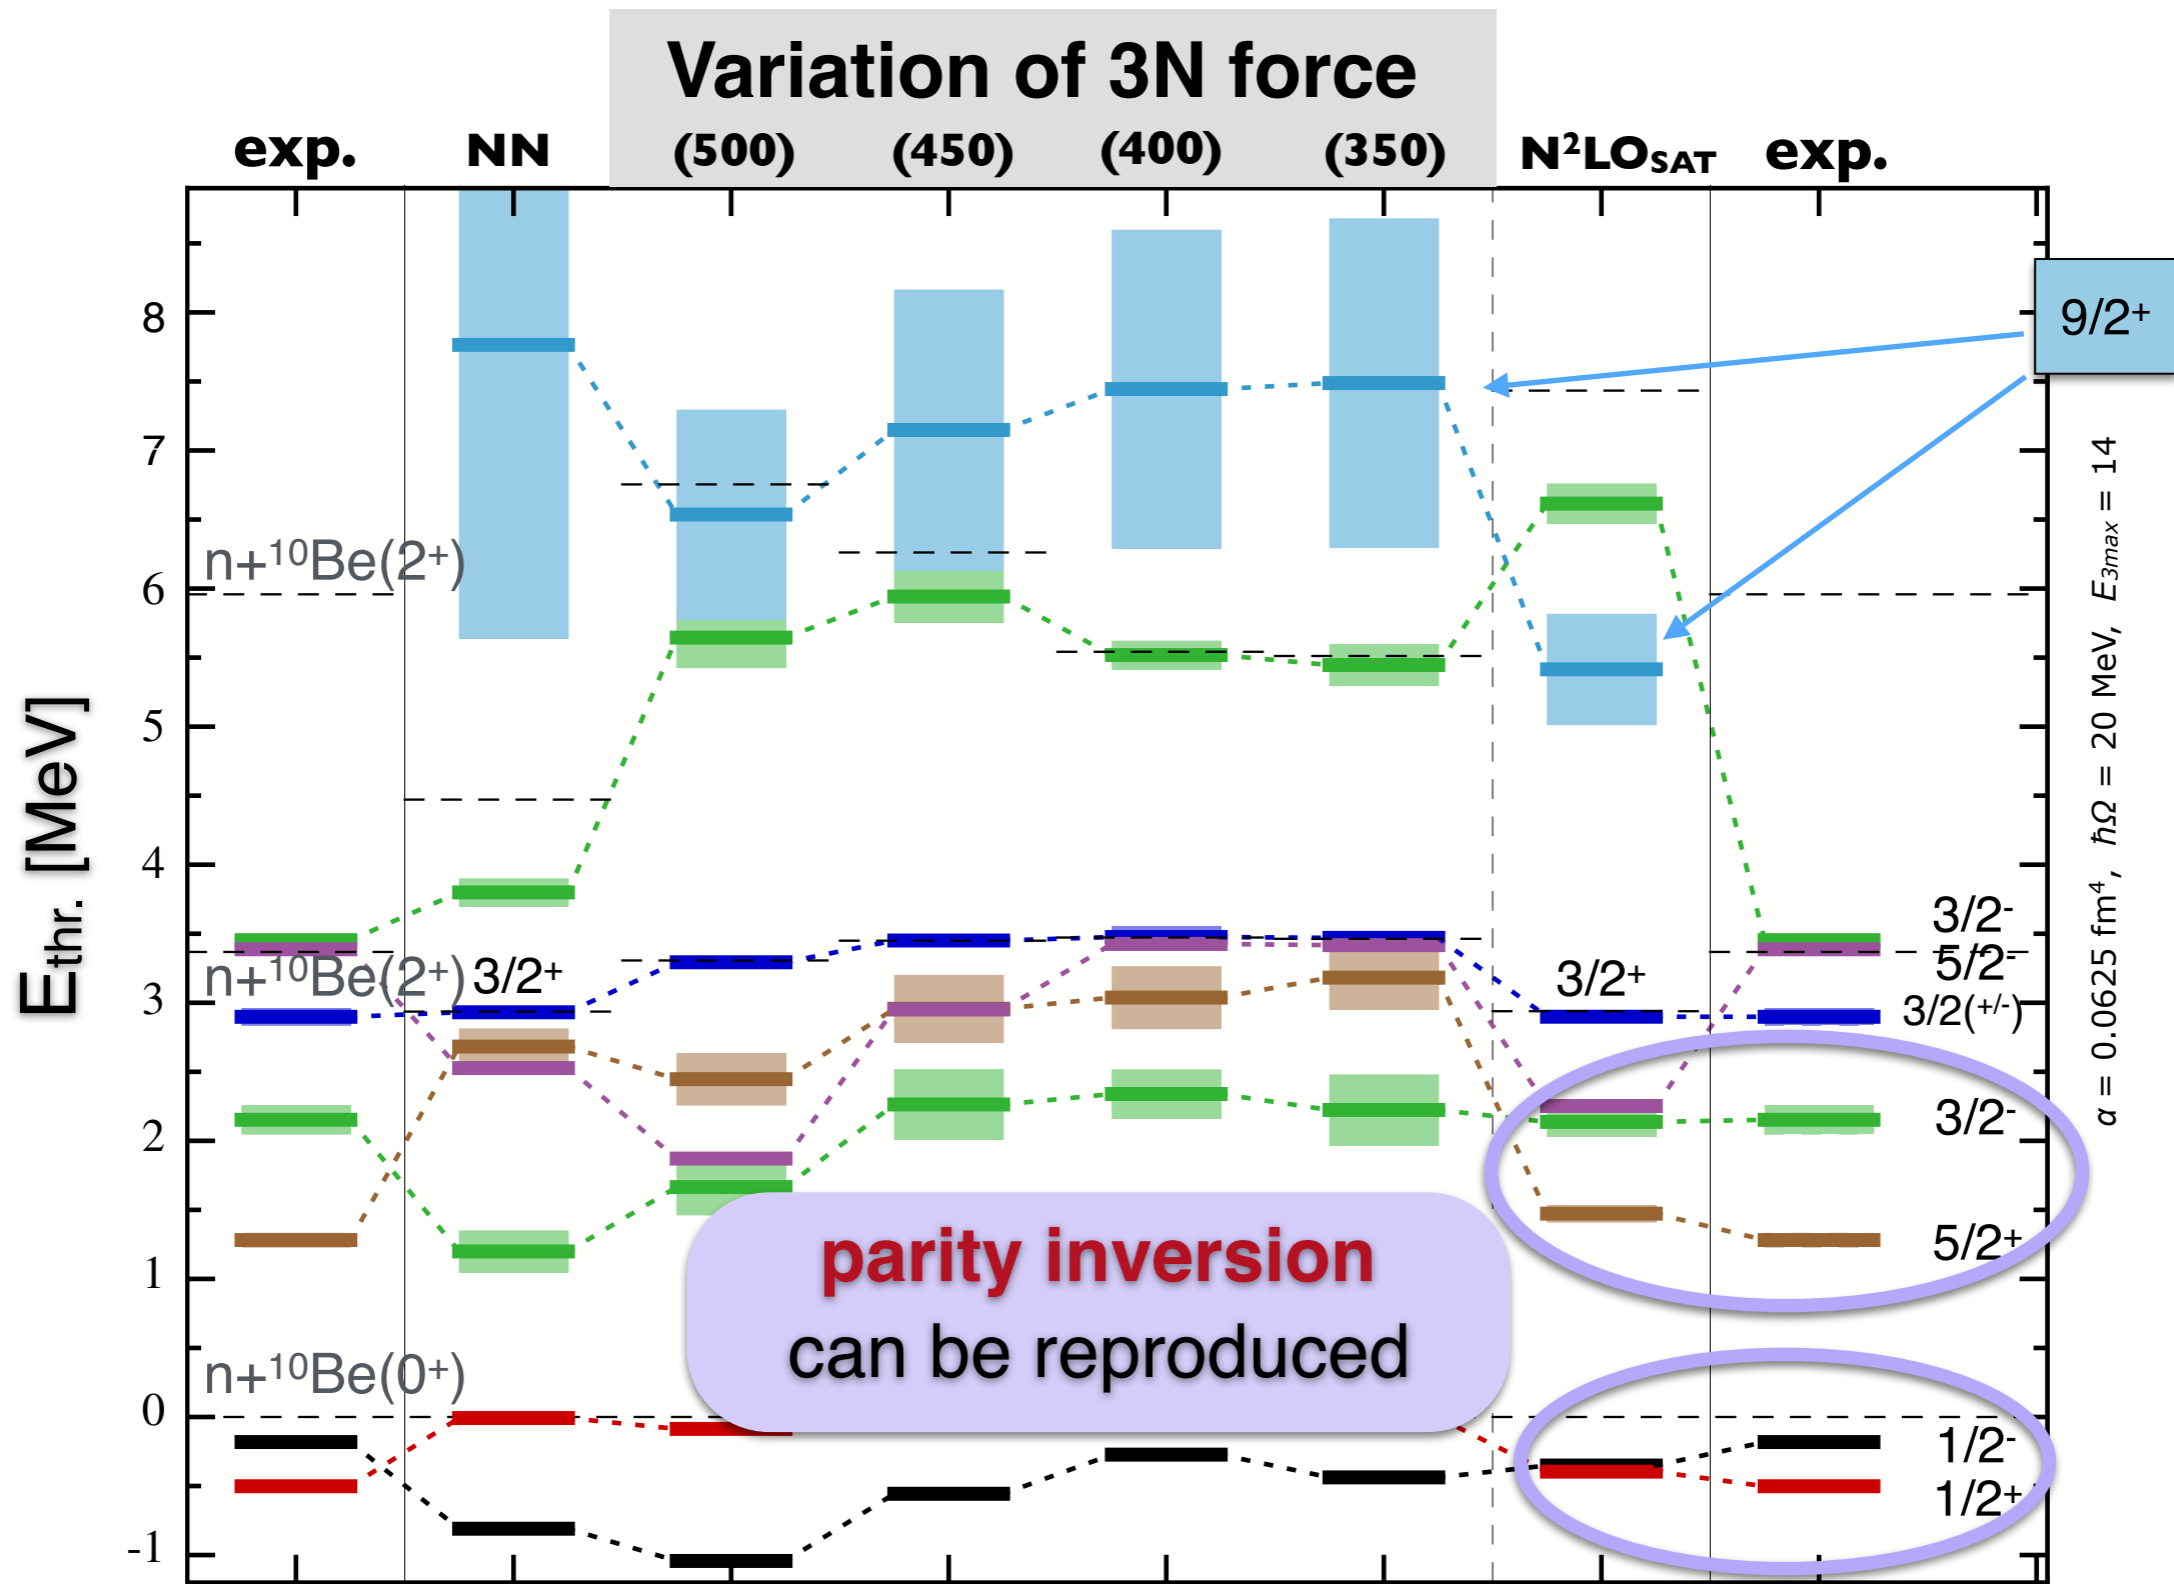 Variation of 3N force
exp. NN (500) (450) (400) (350) N²LOSAT exp.
8
7
6
5
4
3
2
1
0
-1
Ethr. [MeV]
n+¹⁰Be(2⁺)
n+¹⁰Be(2⁺)
n+¹⁰Be(0⁺)
3/2⁺
3/2⁺
9/2⁺
3/2⁻
5/2⁻
3/2(⁺/⁻)
3/2⁻
5/2⁺
1/2⁻
1/2⁺
parity inversion
can be reproduced
α = 0.0625 fm⁴, ħΩ = 20 MeV, E3max = 14